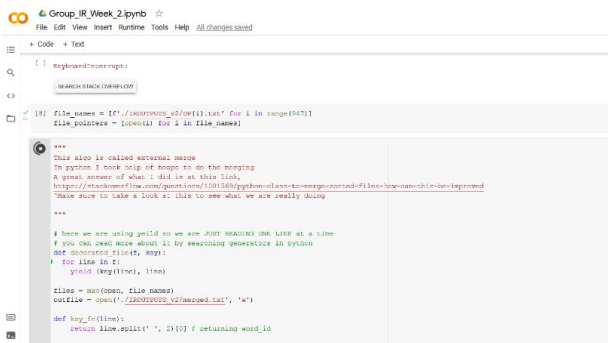 Group_IR_Week_2.ipynb
File Edit View Insert Runtime Tools Help All changes saved
+ Code + Text
[ ] KeyboardInterrupt:
SEARCH STACK OVERFLOW
[8] file_names = [f'./IROUTPUTS_v2/OP{i}.txt' for i in range(947)]
file_pointers = [open(i) for i in file_names]
"""
This algo is called external merge
In python I took help of heapq to do the merging
A great answer of what I did is at this link,
https://stackoverflow.com/questions/1001569/python-class-to-merge-sorted-files-how-can-this-be-improved
^Make sure to take a look at this to see what we are really doing
"""
# here we are using yeild so we are JUST READING ONE LINE at a time
# you can read more about it by searching generators in python
def decorated_file(f, key):
for line in f:
yield (key(line), line)
files = map(open, file_names)
outfile = open('./IROUTPUTS_v2/merged.txt', 'w')
def key_fn(line):
return line.split(' ', 2)[0] # returning word_id